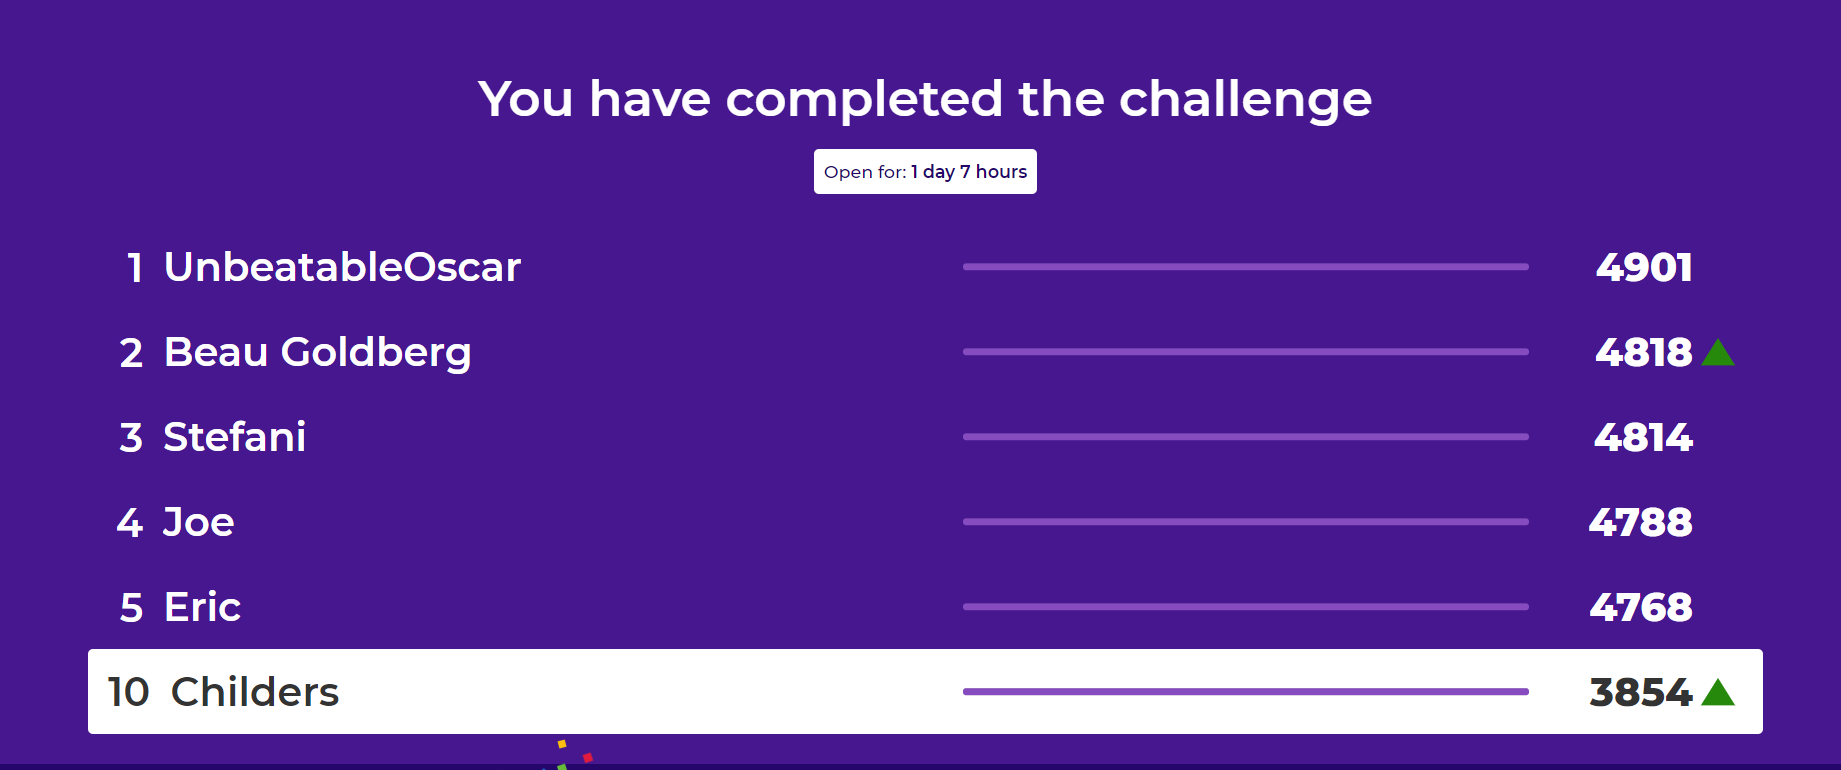 You have completed the challenge
Open for: 1 day 7 hours
1 UnbeatableOscar 4901
2 Beau Goldberg 4818
3 Stefani 4814
4 Joe 4788
5 Eric 4768
10 Childers 3854